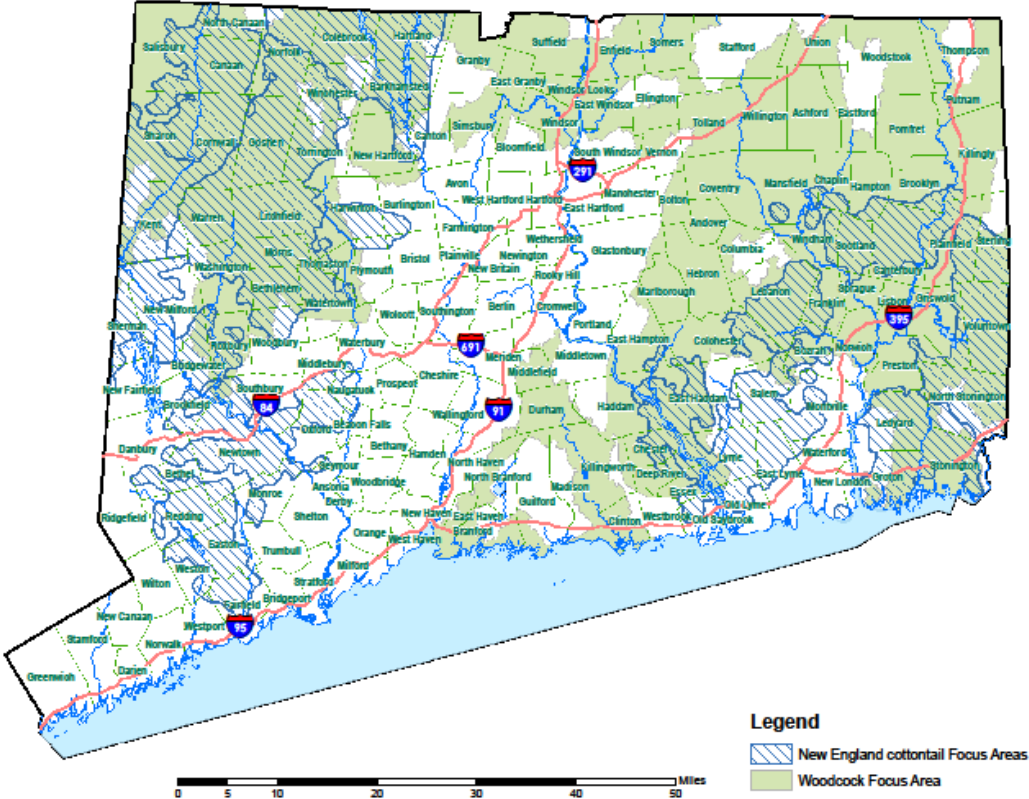 North Canaan
Colebrook
Hartland
Suffield
Enfield
Somers
Stafford
Union
Woodstock
Thompson
Salisbury
Canaan
Norfolk
Granby
East Granby
Windsor Locks
East Windsor
Ellington
Winchester
Barkhamsted
Putnam
Simsbury
Windsor
Tolland
Willington
Ashford
Eastford
Pomfret
Sharon
Cornwall
Goshen
Torrington
New Hartford
Canton
Bloomfield
South Windsor
Vernon
Killingly
291
Avon
West Hartford
Hartford
Manchester
Bolton
Coventry
Mansfield
Chaplin
Hampton
Brooklyn
Kent
Warren
Litchfield
Harwinton
Burlington
East Hartford
Andover
Farmington
Wethersfield
Glastonbury
Columbia
Windham
Scotland
Plainfield
Sterling
Morris
Washington
Bethlehem
Thomaston
Plymouth
Bristol
Plainville
Newington
New Britain
Rocky Hill
Hebron
Canterbury
Marlborough
Lebanon
Sprague
Franklin
Lisbon
Griswold
Watertown
New Milford
Wolcott
Southington
Berlin
Cromwell
Portland
395
Voluntown
Sherman
Roxbury
Woodbury
Waterbury
East Hampton
Colchester
Bozrah
Norwich
691
Bridgewater
Middlebury
Meriden
Middletown
Middlefield
Preston
New Fairfield
Southbury
Naugatuck
Prospect
Cheshire
Salem
North Stonington
Brookfield
84
Oxford
Beacon Falls
Wallingford
91
Durham
Haddam
East Haddam
Montville
Ledyard
Danbury
Newtown
Bethany
Hamden
Bethel
Seymour
Woodbridge
North Haven
North Branford
Killingworth
Chester
Deep River
Lyme
East Lyme
Waterford
Stonington
Monroe
Ansonia
Derby
Madison
Essex
New London
Groton
Ridgefield
Redding
Shelton
Guilford
Old Lyme
New Haven
East Haven
Branford
Clinton
Westbrook
Old Saybrook
Easton
Trumbull
Orange
West Haven
Weston
Milford
Wilton
Stratford
Fairfield
Bridgeport
New Canaan
Westport
95
Stamford
Norwalk
Darien
Greenwich
Legend
New England cottontail Focus Areas
Woodcock Focus Area
Miles
0 5 10 20 30 40 50